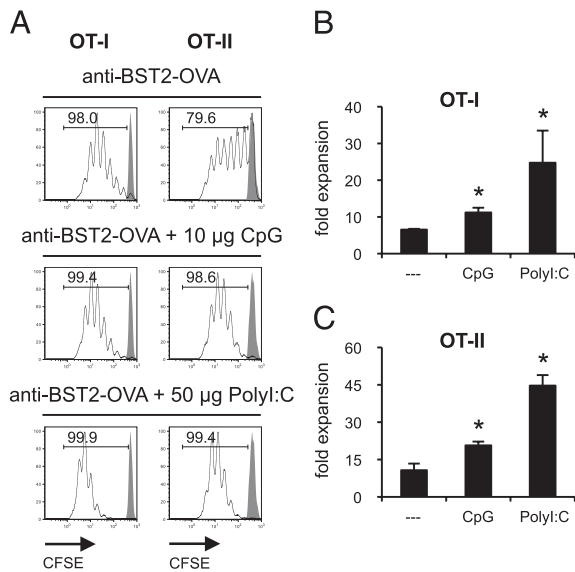 A
OT-I OT-II
anti-BST2-OVA
98.0 79.6
anti-BST2-OVA + 10 µg CpG
99.4 98.6
anti-BST2-OVA + 50 µg PolyI:C
99.9 99.4
CFSE CFSE
B
OT-I
fold expansion
40
30
20
10
0
--- CpG PolyI:C
* *
C
OT-II
fold expansion
60
45
30
15
0
--- CpG PolyI:C
* *